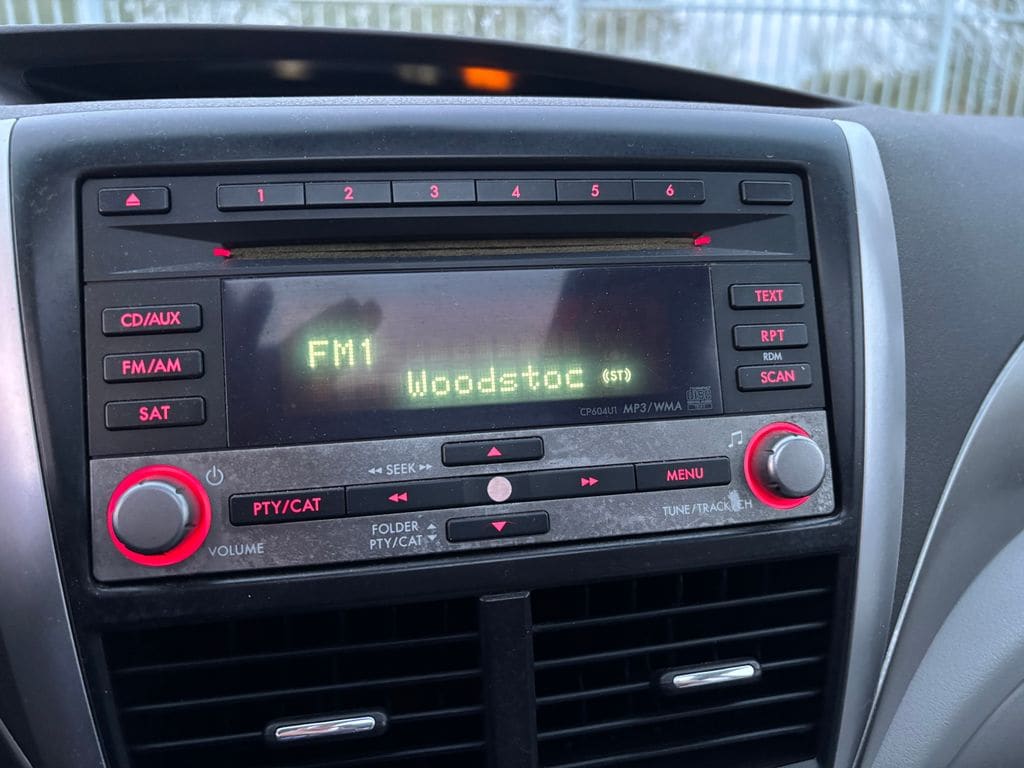 1 2 3 4 5 6
CD/AUX
TEXT
FM/AM
FM1
RPT
RDM
SAT
Woodstoc ((ST))
SCAN
CP604U1 MP3/WMA
SEEK
MENU
PTY/CAT
TUNE/TRACK/CH
VOLUME
FOLDER
PTY/CAT